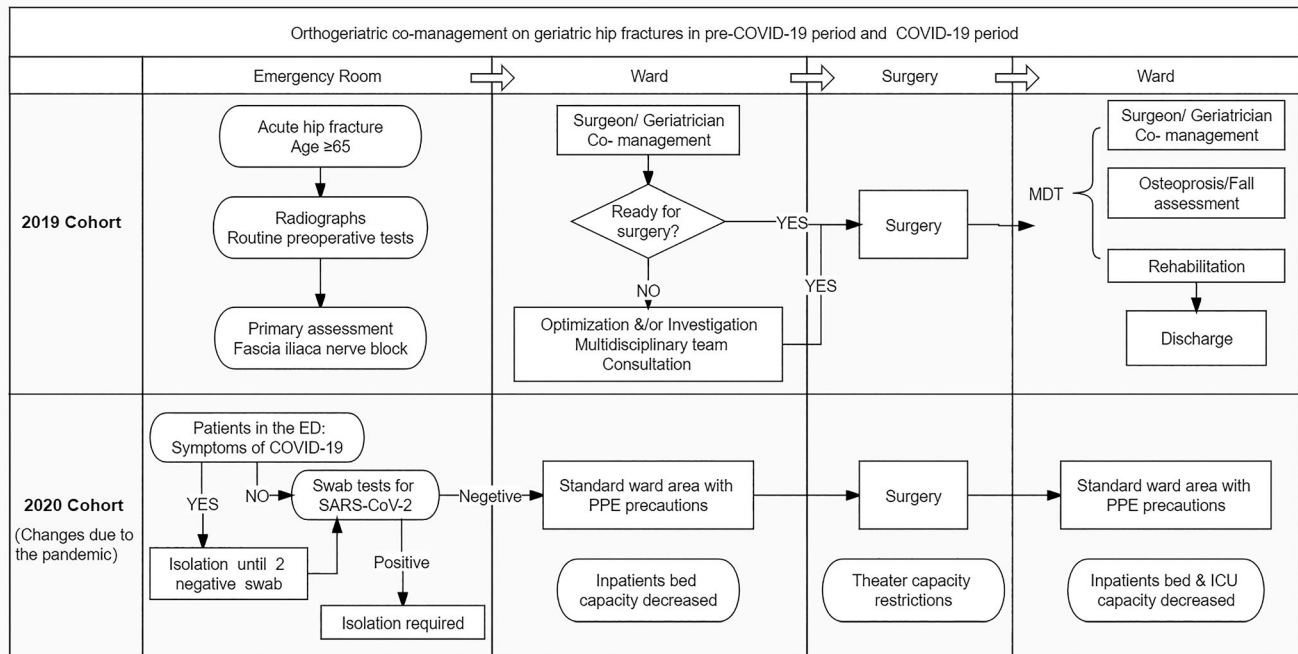 Orthogeriatric co-management on geriatric hip fractures in pre-COVID-19 period and COVID-19 period
Emergency Room
Ward
Surgery
Ward
2019 Cohort
Acute hip fracture
Age ≥65
Radiographs
Routine preoperative tests
Primary assessment
Fascia iliaca nerve block
Surgeon/ Geriatrician
Co- management
Ready for
surgery?
YES
NO
YES
Optimization &/or Investigation
Multidisciplinary team
Consultation
Surgery
MDT
Surgeon/ Geriatrician
Co- management
Osteoprosis/Fall
assessment
Rehabilitation
Discharge
2020 Cohort
(Changes due to
the pandemic)
Patients in the ED:
Symptoms of COVID-19
YES
NO
Swab tests for
SARS-CoV-2
Negetive
Isolation until 2
negative swab
Positive
Isolation required
Standard ward area with
PPE precautions
Inpatients bed
capacity decreased
Surgery
Theater capacity
restrictions
Standard ward area with
PPE precautions
Inpatients bed & ICU
capacity decreased